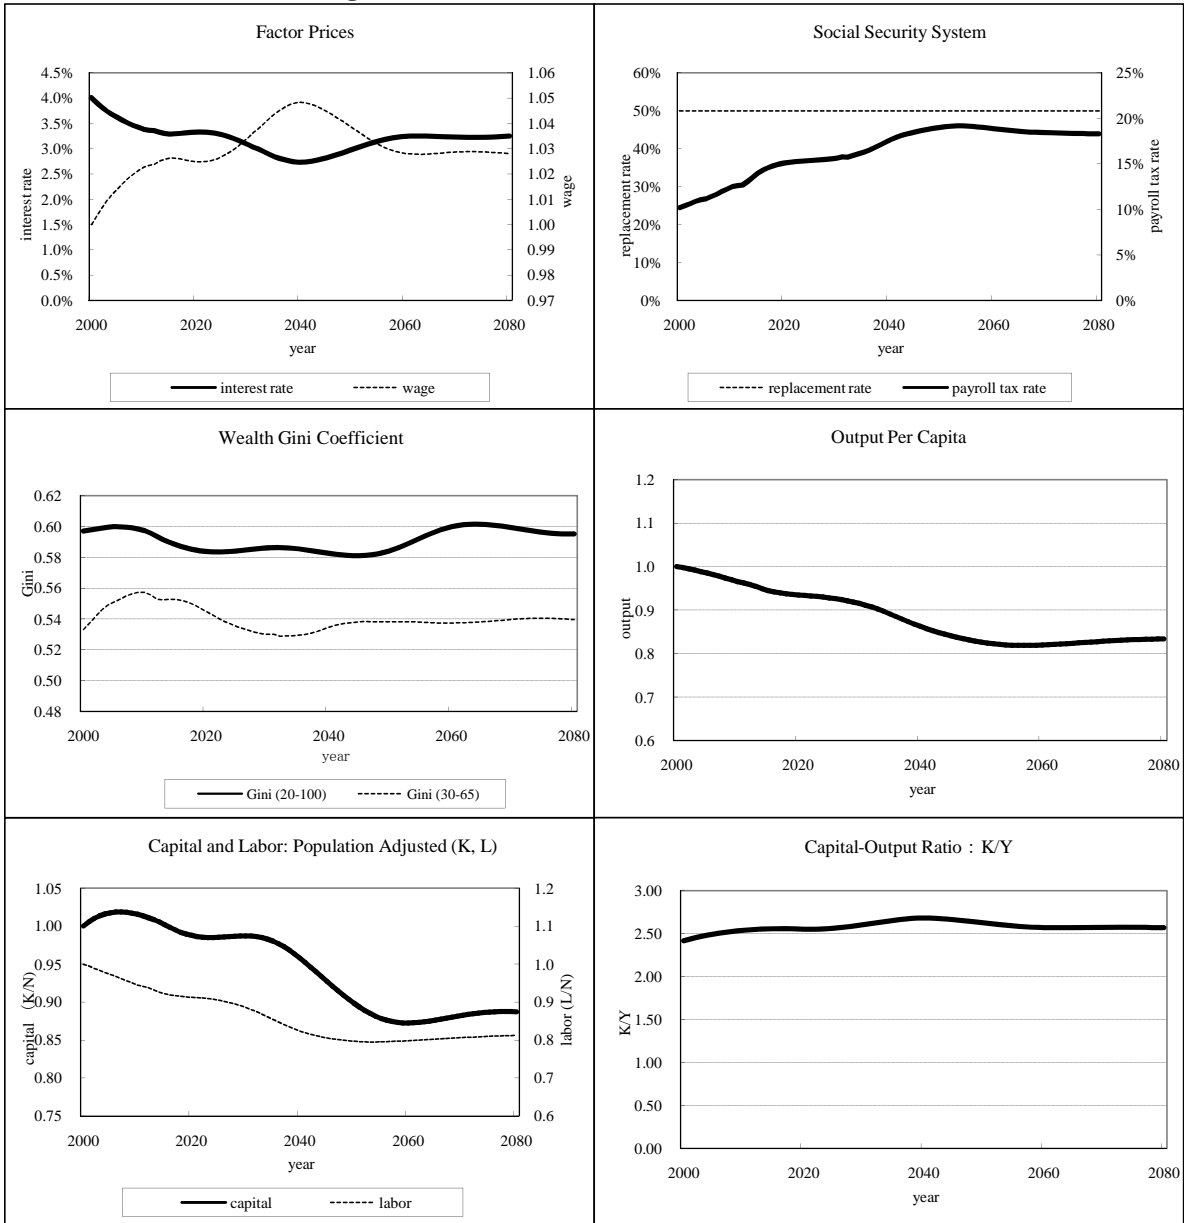 Factor Prices
4.5%
4.0%
3.5%
3.0%
2.5%
2.0%
1.5%
1.0%
0.5%
0.0%
interest rate
1.06
1.05
1.04
1.03
1.02
1.01
1.00
0.99
0.98
0.97
wage
2000 2020 2040 2060 2080
year
interest rate wage
Social Security System
60%
50%
40%
30%
20%
10%
0%
replacement rate
25%
20%
15%
10%
5%
0%
payroll tax rate
2000 2020 2040 2060 2080
year
replacement rate payroll tax rate
Wealth Gini Coefficient
0.62
0.60
0.58
0.56
0.54
0.52
0.50
0.48
Gini
2000 2020 2040 2060 2080
year
Gini (20-100) Gini (30-65)
Output Per Capita
1.2
1.1
1.0
0.9
0.8
0.7
0.6
output
2000 2020 2040 2060 2080
year
Capital and Labor: Population Adjusted (K, L)
1.05
1.00
0.95
0.90
0.85
0.80
0.75
capital (K/N)
1.2
1.1
1.0
0.9
0.8
0.7
0.6
labor (L/N)
2000 2020 2040 2060 2080
year
capital labor
Capital-Output Ratio : K/Y
3.00
2.50
2.00
1.50
1.00
0.50
0.00
K/Y
2000 2020 2040 2060 2080
year